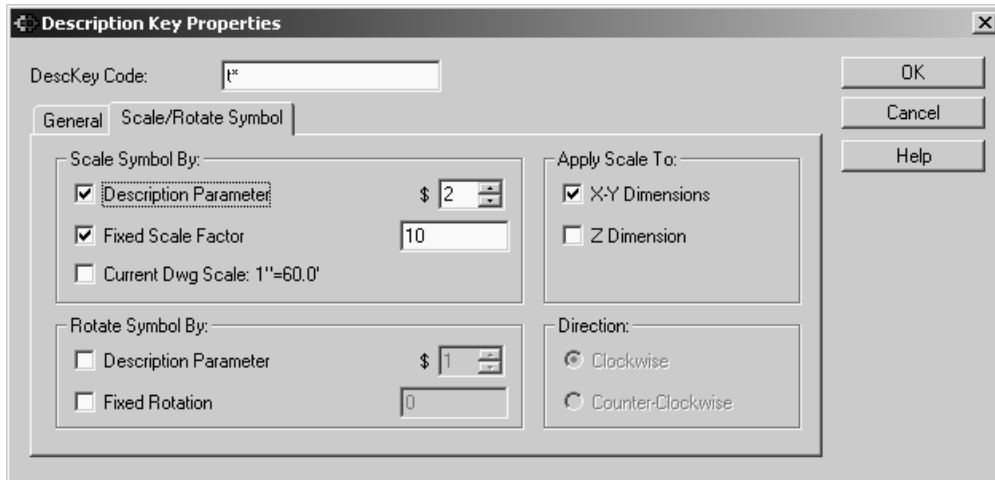 Description Key Properties
DescKey Code: t*
OK
Cancel
Help
General Scale/Rotate Symbol
Scale Symbol By:
Description Parameter $ 2
Fixed Scale Factor 10
Current Dwg Scale: 1"=60.0'
Apply Scale To:
X-Y Dimensions
Z Dimension
Rotate Symbol By:
Description Parameter $ 1
Fixed Rotation 0
Direction:
Clockwise
Counter-Clockwise